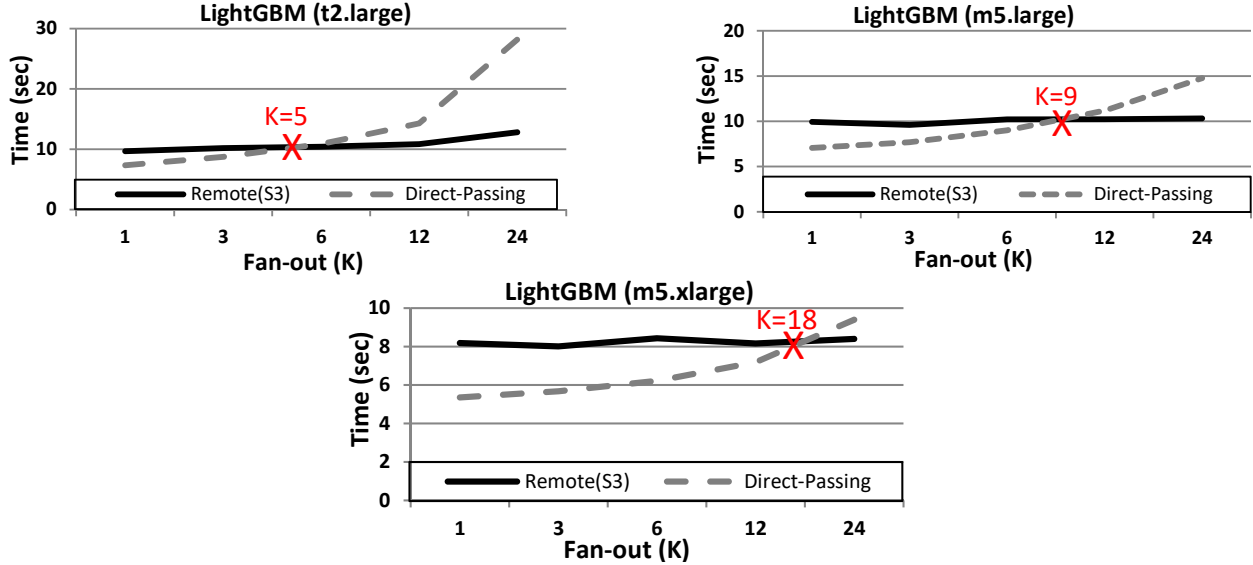 LightGBM (t2.large)
30
20
10
0
Time (sec)
K=5
Remote(S3) Direct-Passing
1 3 6 12 24
Fan-out (K)
LightGBM (m5.large)
20
15
10
5
0
Time (sec)
K=9
Remote(S3) Direct-Passing
1 3 6 12 24
Fan-out (K)
LightGBM (m5.xlarge)
10
8
6
4
2
0
Time (sec)
K=18
Remote(S3) Direct-Passing
1 3 6 12 24
Fan-out (K)